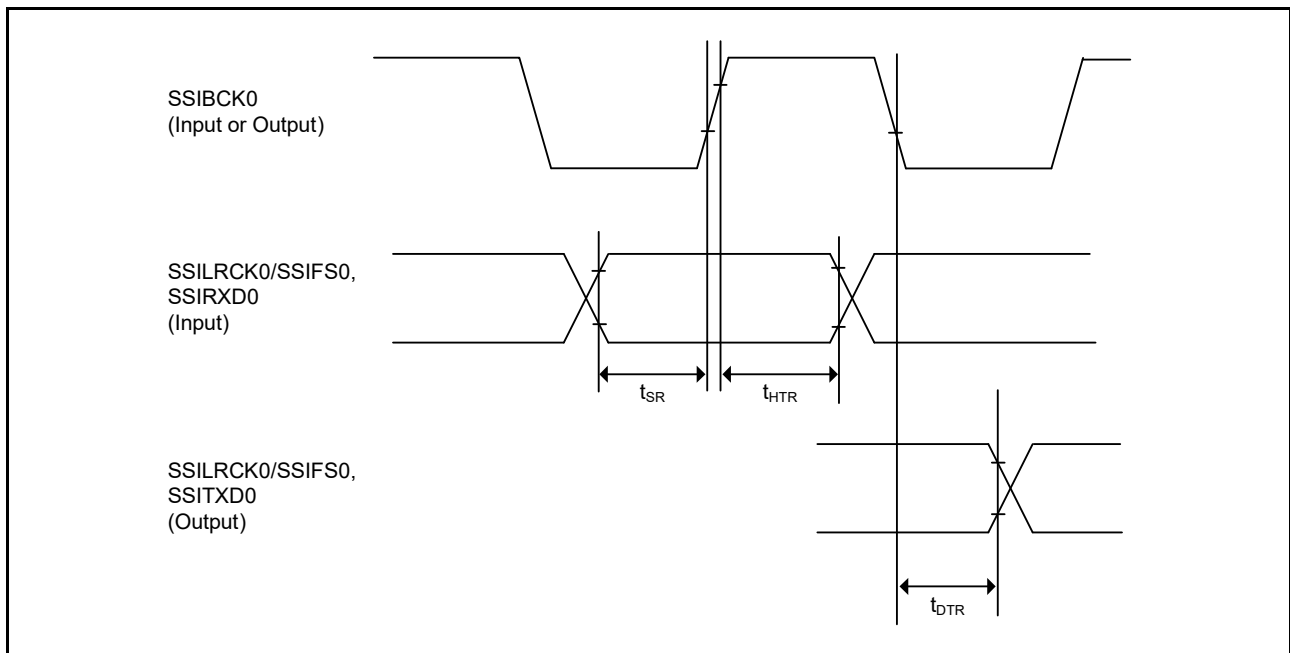 SSIBCK0
(Input or Output)
SSILRCK0/SSIFS0,
SSIRXD0
(Input)
tSR
tHTR
SSILRCK0/SSIFS0,
SSITXD0
(Output)
tDTR